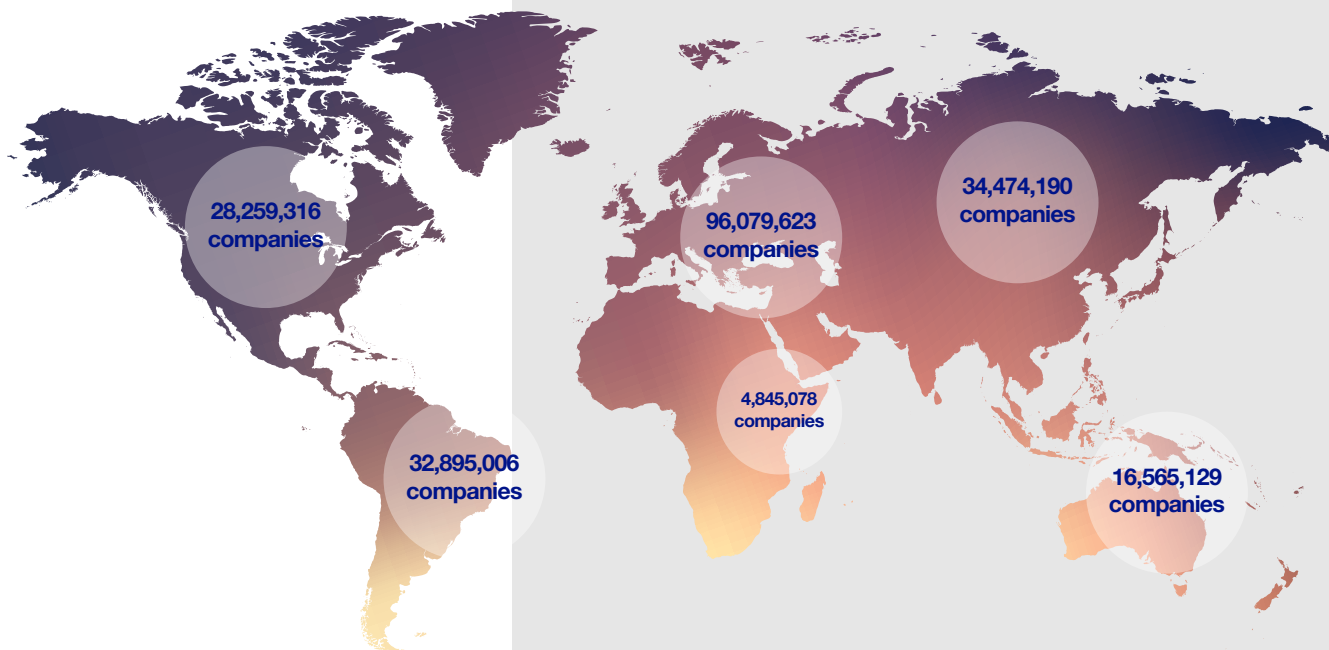 28,259,316
companies
96,079,623
companies
34,474,190
companies
4,845,078
companies
32,895,006
companies
16,565,129
companies